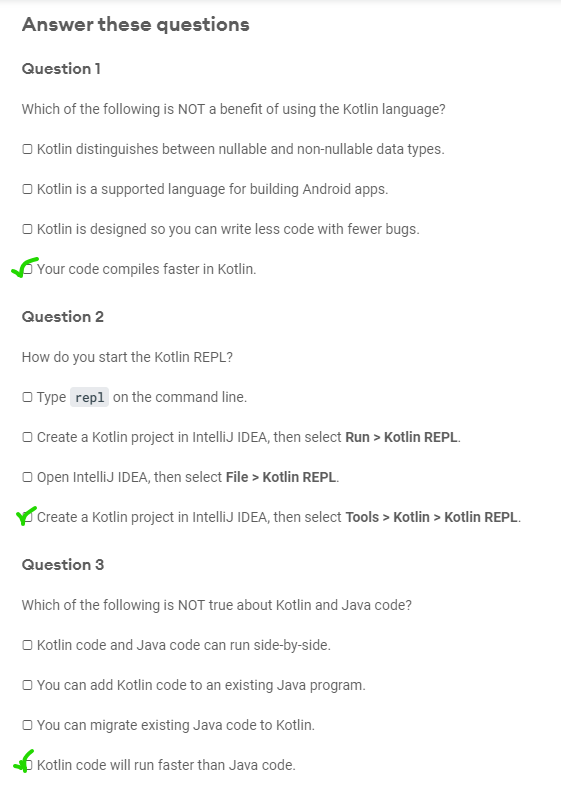 Answer these questions
Question 1
Which of the following is NOT a benefit of using the Kotlin language?
Kotlin distinguishes between nullable and non-nullable data types.
Kotlin is a supported language for building Android apps.
Kotlin is designed so you can write less code with fewer bugs.
Your code compiles faster in Kotlin.
Question 2
How do you start the Kotlin REPL?
Type repl on the command line.
Create a Kotlin project in IntelliJ IDEA, then select Run > Kotlin REPL.
Open IntelliJ IDEA, then select File > Kotlin REPL.
Create a Kotlin project in IntelliJ IDEA, then select Tools > Kotlin > Kotlin REPL.
Question 3
Which of the following is NOT true about Kotlin and Java code?
Kotlin code and Java code can run side-by-side.
You can add Kotlin code to an existing Java program.
You can migrate existing Java code to Kotlin.
Kotlin code will run faster than Java code.